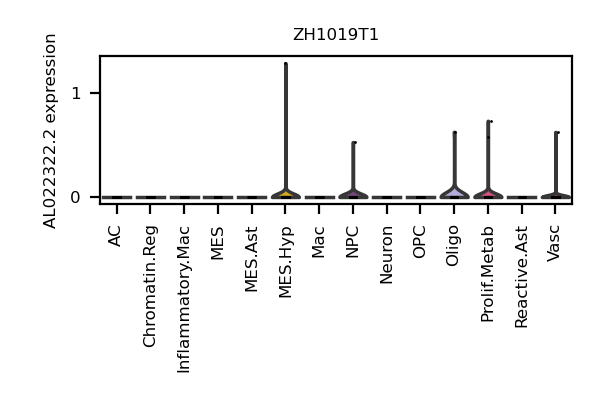 ZH1019T1
AL022322.2 expression
1
0
AC
Chromatin.Reg
Inflammatory.Mac
MES
MES.Ast
MES.Hyp
Mac
NPC
Neuron
OPC
Oligo
Prolif.Metab
Reactive.Ast
Vasc